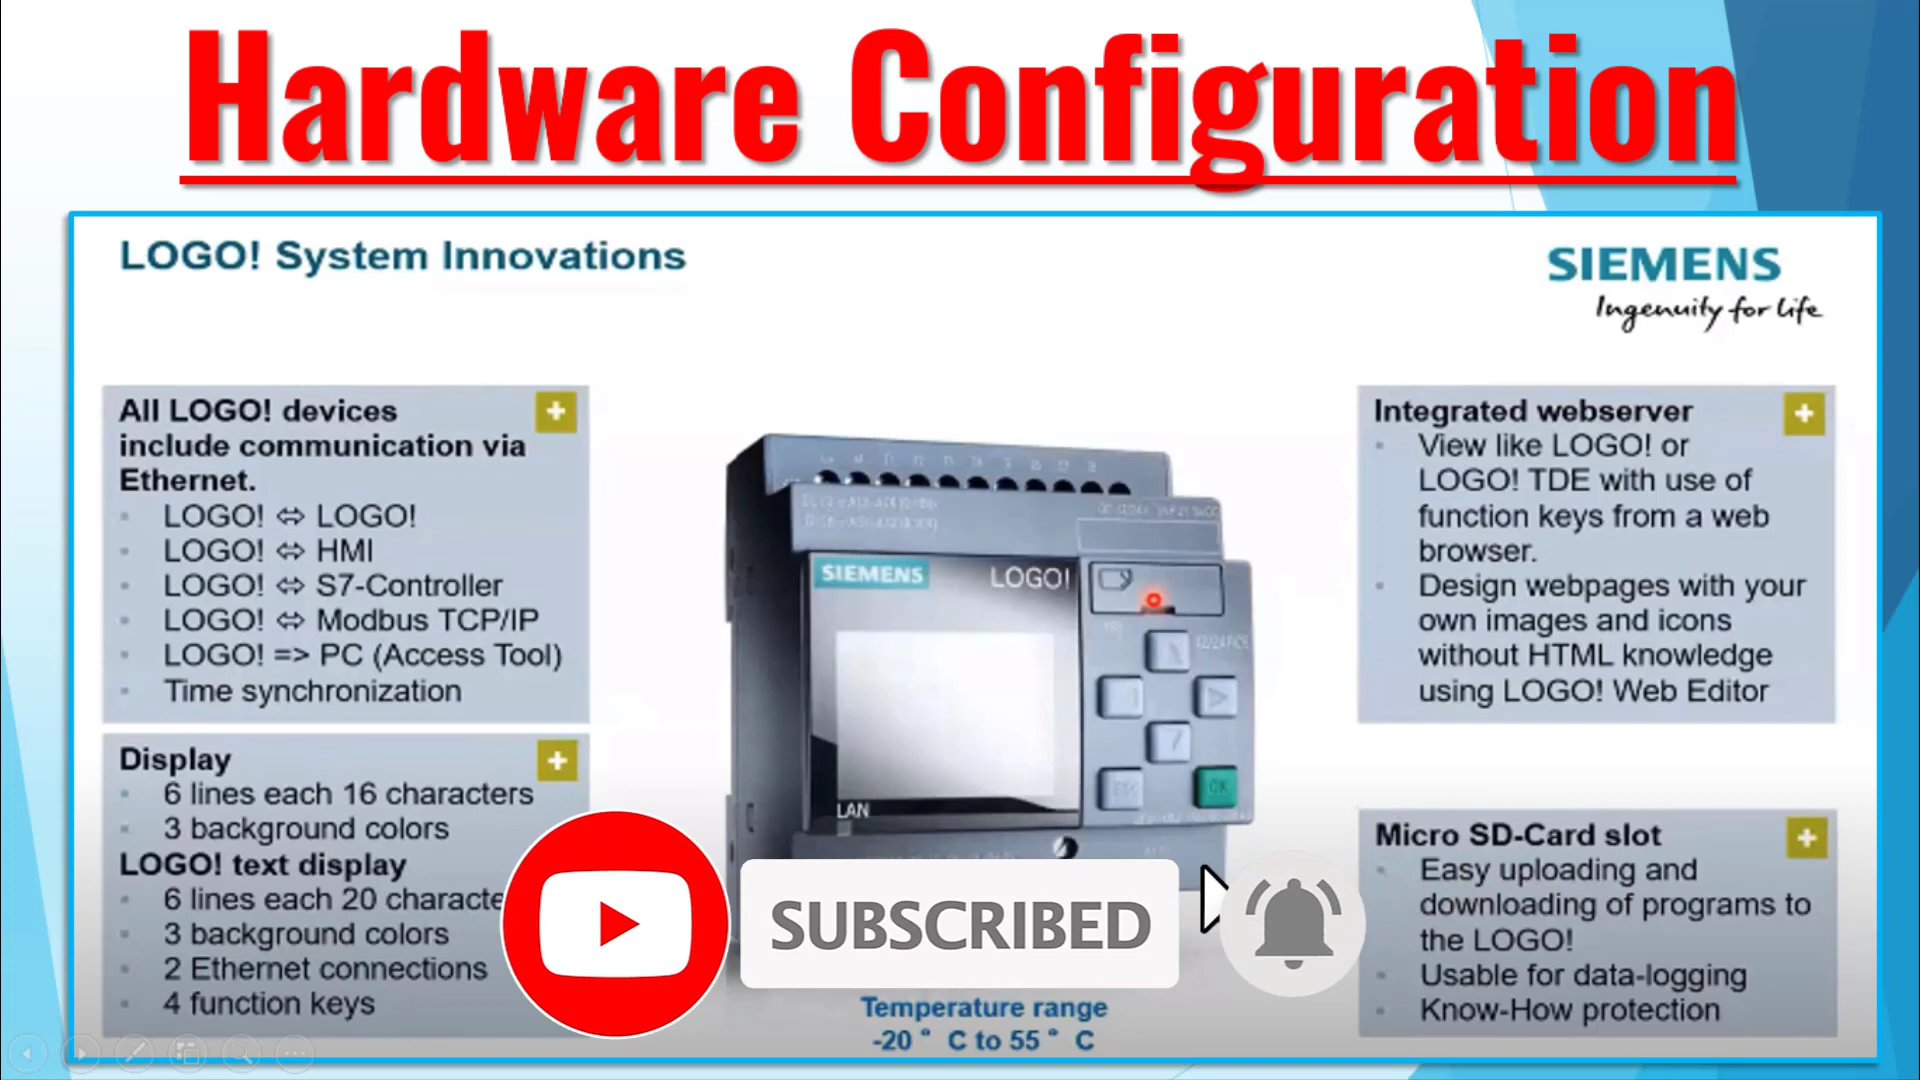 Hardware Configuration
LOGO! System Innovations
SIEMENS
Ingenuity for life
All LOGO! devices
include communication via
Ethernet.
LOGO! ⇔ LOGO!
LOGO! ⇔ HMI
LOGO! ⇔ S7-Controller
LOGO! ⇔ Modbus TCP/IP
LOGO! => PC (Access Tool)
Time synchronization
Display
6 lines each 16 characters
3 background colors
LOGO! text display
6 lines each 20 characte
3 background colors
2 Ethernet connections
4 function keys
SIEMENS
LOGO!
ESC
OK
LAN
SUBSCRIBED
Temperature range
-20 ° C to 55 ° C
Integrated webserver
View like LOGO! or
LOGO! TDE with use of
function keys from a web
browser.
Design webpages with your
own images and icons
without HTML knowledge
using LOGO! Web Editor
Micro SD-Card slot
Easy uploading and
downloading of programs to
the LOGO!
Usable for data-logging
Know-How protection